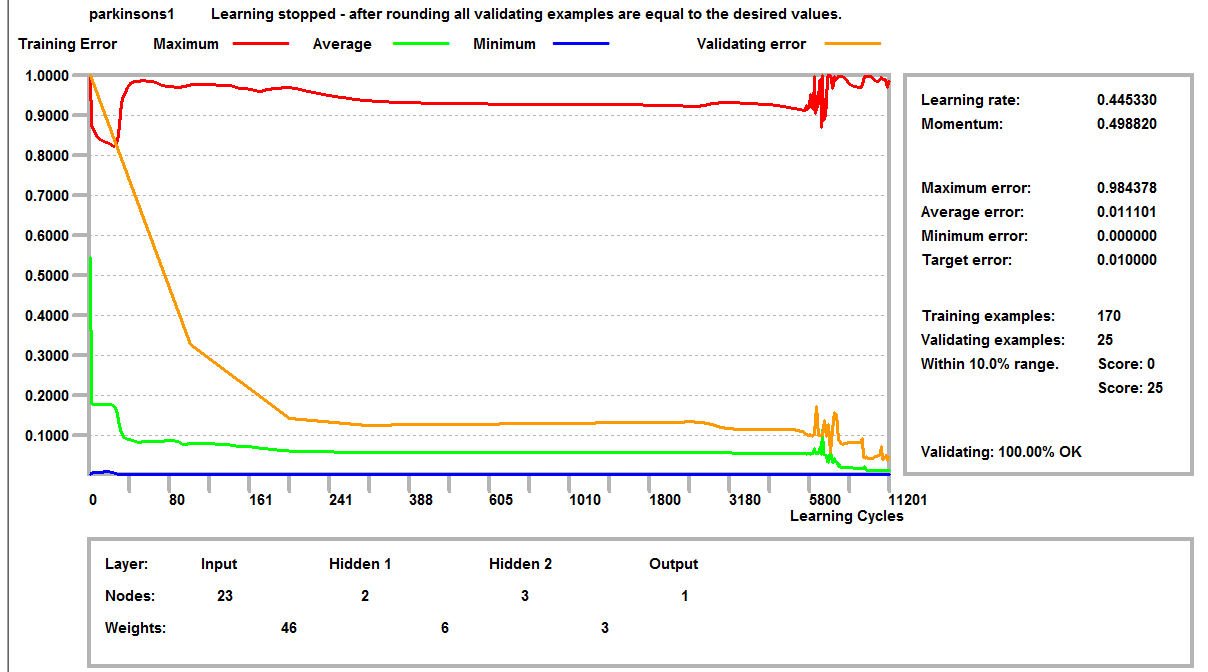 parkinsons1 Learning stopped - after rounding all validating examples are equal to the desired values.
Training Error Maximum Average Minimum Validating error
1.0000
0.9000
0.8000
0.7000
0.6000
0.5000
0.4000
0.3000
0.2000
0.1000
0 80 161 241 388 605 1010 1800 3180 5800 11201
Learning Cycles
Learning rate: 0.445330
Momentum: 0.498820
Maximum error: 0.984378
Average error: 0.011101
Minimum error: 0.000000
Target error: 0.010000
Training examples: 170
Validating examples: 25
Within 10.0% range. Score: 0
Score: 25
Validating: 100.00% OK
Layer: Input Hidden 1 Hidden 2 Output
Nodes: 23 2 3 1
Weights: 46 6 3